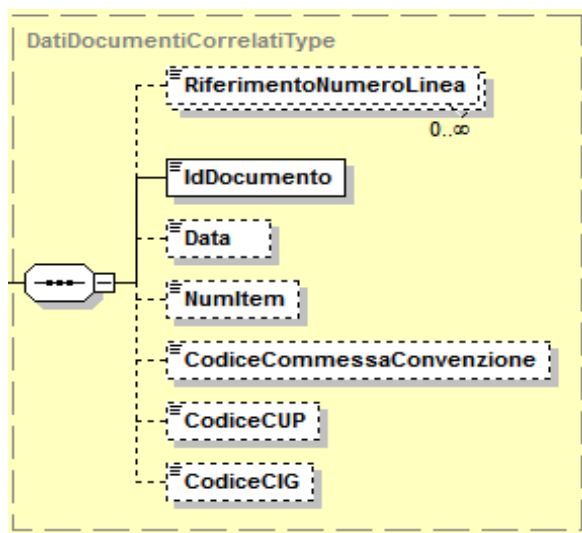 DatiDocumentiCorrelatiType
RiferimentoNumeroLinea
0..∞
IdDocumento
Data
NumItem
CodiceCommessaConvenzione
CodiceCUP
CodiceCIG